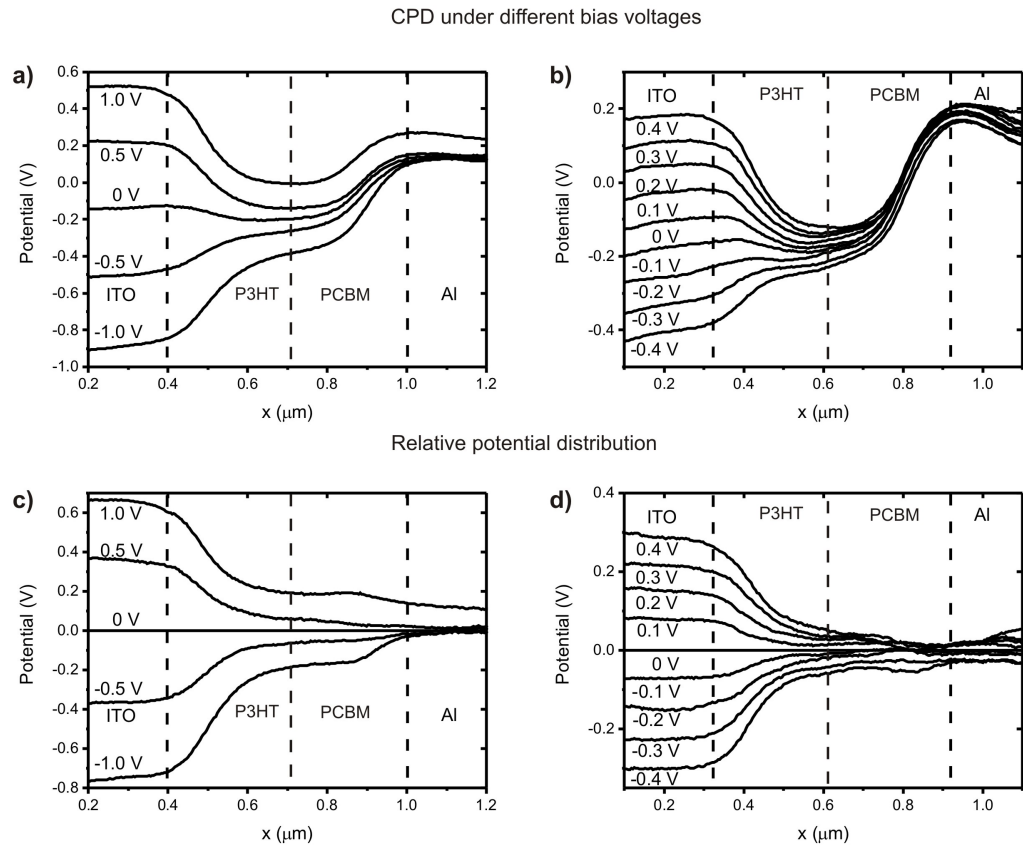 CPD under different bias voltages
a)
Potential (V)
0.6
0.4
0.2
0.0
-0.2
-0.4
-0.6
-0.8
-1.0
1.0 V
0.5 V
0 V
-0.5 V
ITO
P3HT
PCBM
Al
-1.0 V
0.2
0.4
0.6
0.8
1.0
1.2
x (μm)
b)
Potential (V)
0.2
0.0
-0.2
-0.4
ITO
P3HT
PCBM
Al
0.4 V
0.3 V
0.2 V
0.1 V
0 V
-0.1 V
-0.2 V
-0.3 V
-0.4 V
0.2
0.4
0.6
0.8
1.0
x (μm)
Relative potential distribution
c)
Potential (V)
0.6
0.4
0.2
0.0
-0.2
-0.4
-0.6
-0.8
1.0 V
0.5 V
0 V
-0.5 V
ITO
P3HT
PCBM
Al
-1.0 V
0.2
0.4
0.6
0.8
1.0
1.2
x (μm)
d)
Potential (V)
0.4
0.2
0.0
-0.2
ITO
P3HT
PCBM
Al
0.4 V
0.3 V
0.2 V
0.1 V
0 V
-0.1 V
-0.2 V
-0.3 V
-0.4 V
0.2
0.4
0.6
0.8
1.0
x (μm)